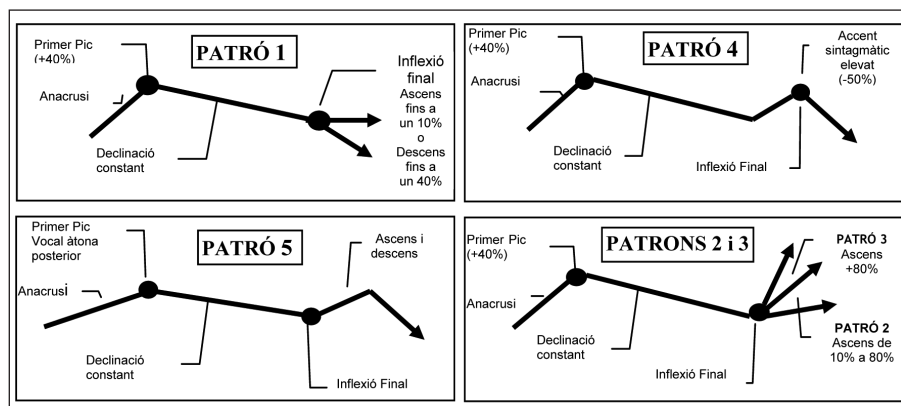 PATRÓ 1
Primer Pic
(+40%)
Anacrusi
Declinació
constant
Inflexió
final
Ascens
fins a
un 10%
o
Descens
fins a
un 40%
PATRÓ 4
Primer Pic
(+40%)
Anacrusi
Declinació
constant
Accent
sintagmàtic
elevat
(-50%)
Inflexió Final
PATRÓ 5
Primer Pic
Vocal àtona
posterior
Anacrusi
Declinació
constant
Ascens i
descens
Inflexió Final
PATRONS 2 i 3
Primer Pic
(+40%)
Anacrusi
Declinació
constant
PATRÓ 3
Ascens
+80%
PATRÓ 2
Ascens de
10% a 80%
Inflexió Final